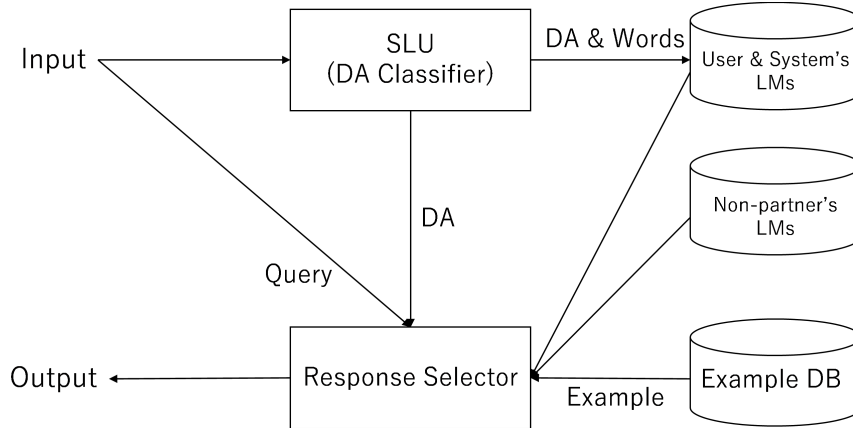 Input
SLU
(DA Classifier)
DA & Words
User & System's
LMs
Non-partner's
LMs
DA
Query
Output
Response Selector
Example
Example DB